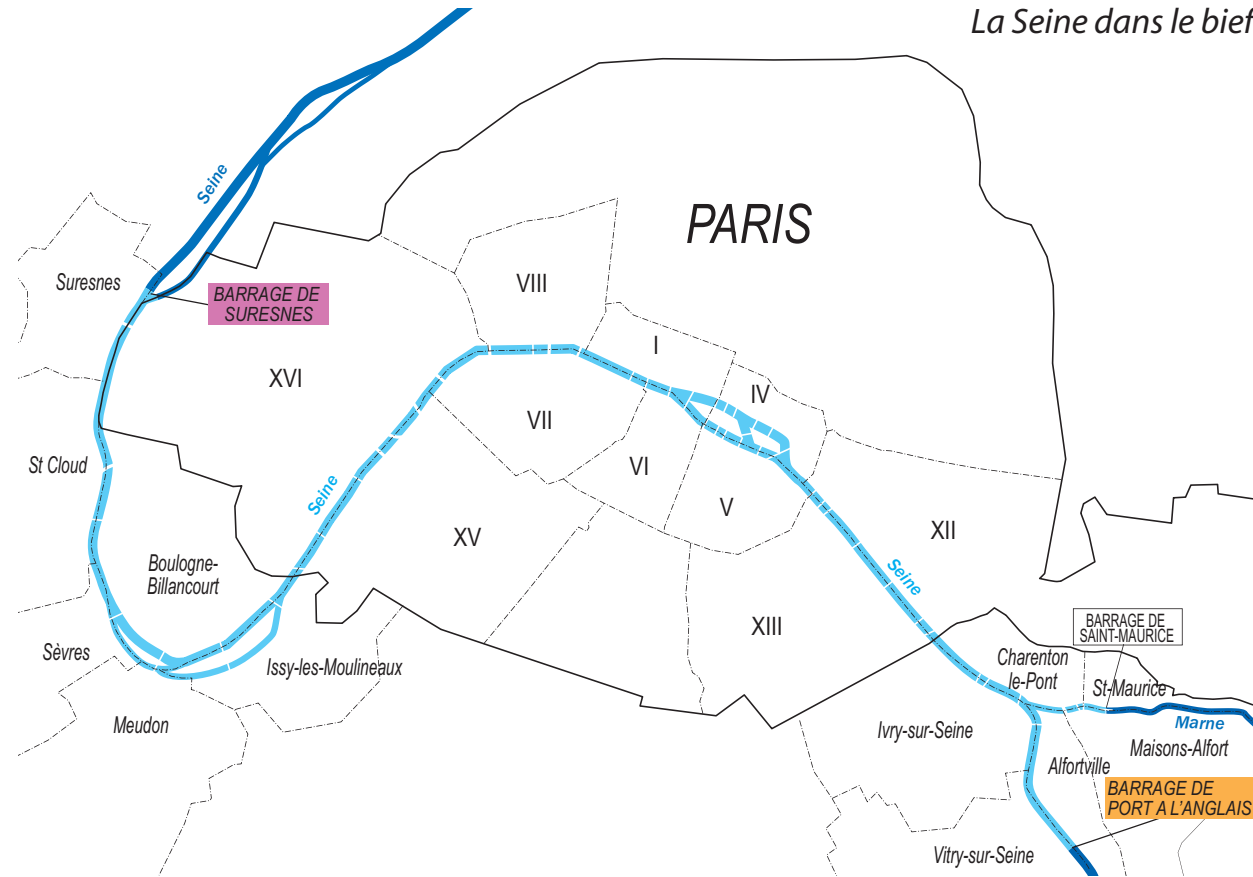 La Seine dans le bief
PARIS
Seine
Suresnes
BARRAGE DE
SURESNES
VIII
I
IV
XVI
VII
VI
V
St Cloud
Seine
XV
XII
Boulogne-
Billancourt
Seine
XIII
BARRAGE DE
SAINT-MAURICE
Sèvres
Issy-les-Moulineaux
Charenton
le-Pont
St-Maurice
Meudon
Marne
Ivry-sur-Seine
Maisons-Alfort
Alfortville
BARRAGE DE
PORT A L'ANGLAIS
Vitry-sur-Seine